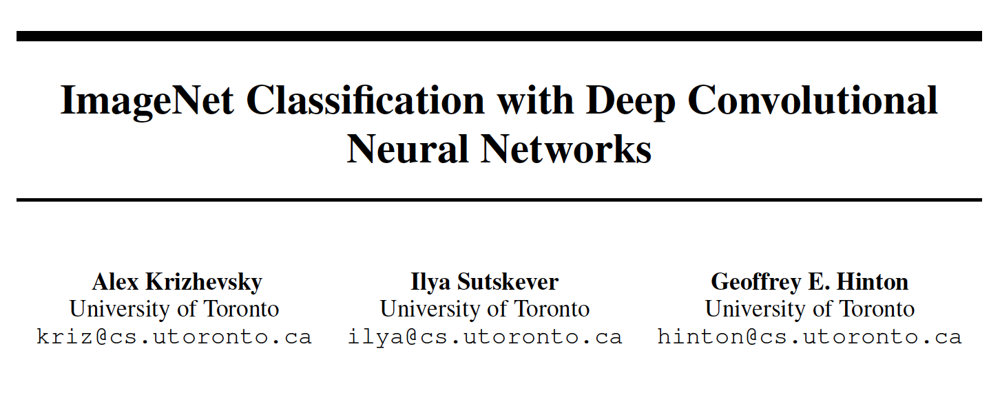 ImageNet Classification with Deep Convolutional
Neural Networks
Alex Krizhevsky
University of Toronto
kriz@cs.utoronto.ca
Ilya Sutskever
University of Toronto
ilya@cs.utoronto.ca
Geoffrey E. Hinton
University of Toronto
hinton@cs.utoronto.ca